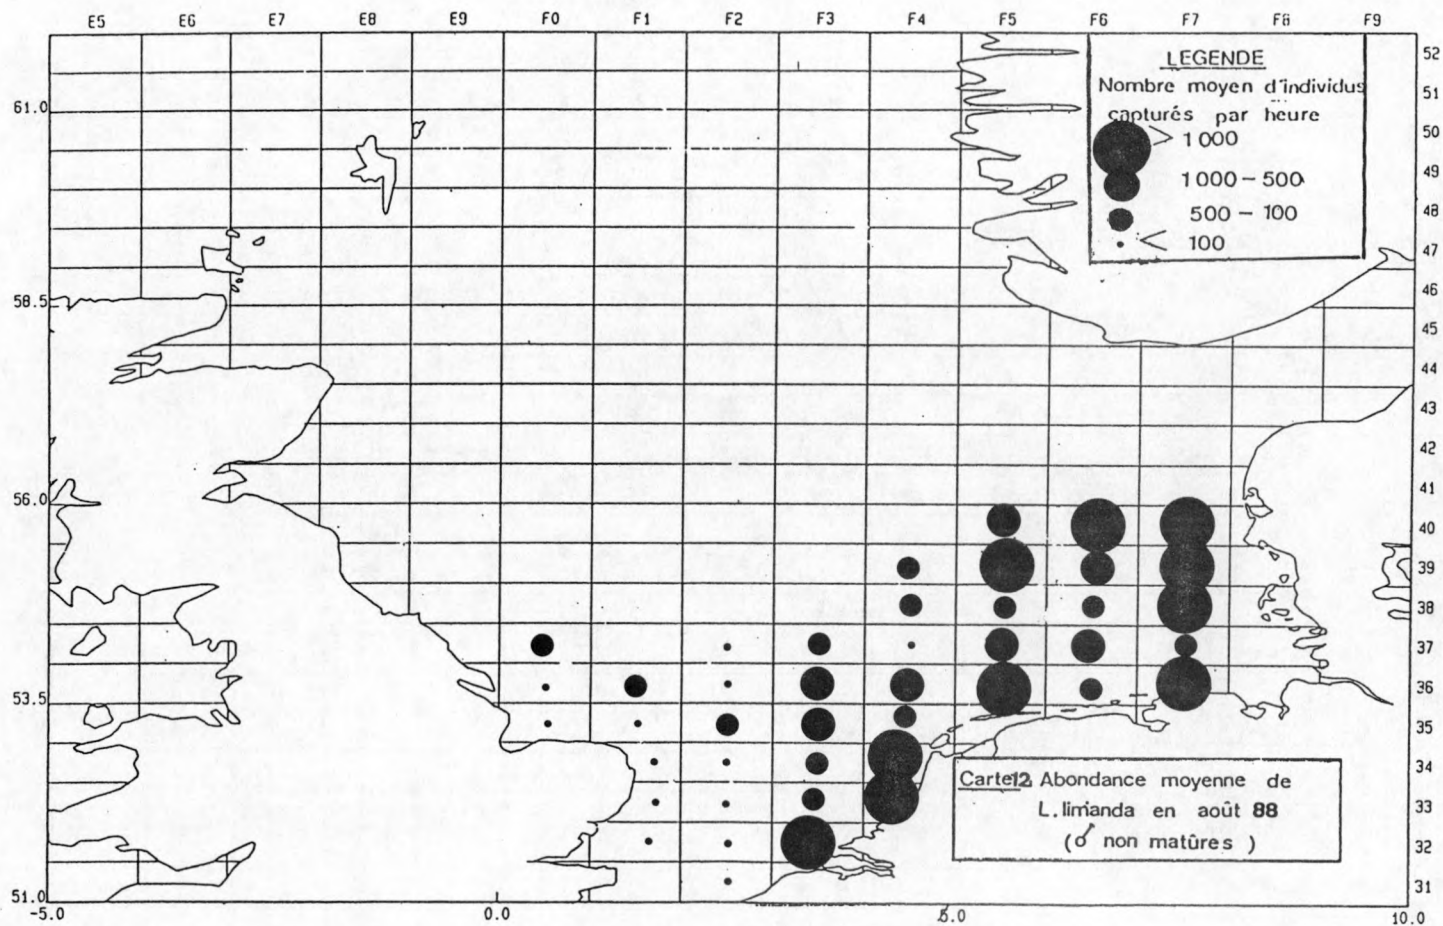 E5 E6 E7 E8 E9 F0 F1 F2 F3 F4 F5 F6 F7 F8 F9
LEGENDE
Nombre moyen d'individus
capturés par heure
> 1000
1000 - 500
500 - 100
< 100
61.0
58.5
56.0
53.5
51.0
52
51
50
49
48
47
46
45
44
43
42
41
40
39
38
37
36
35
34
33
32
31
Carte12 Abondance moyenne de
L. limanda en août 88
(♂ non matûres )
-5.0 0.0 5.0 10.0